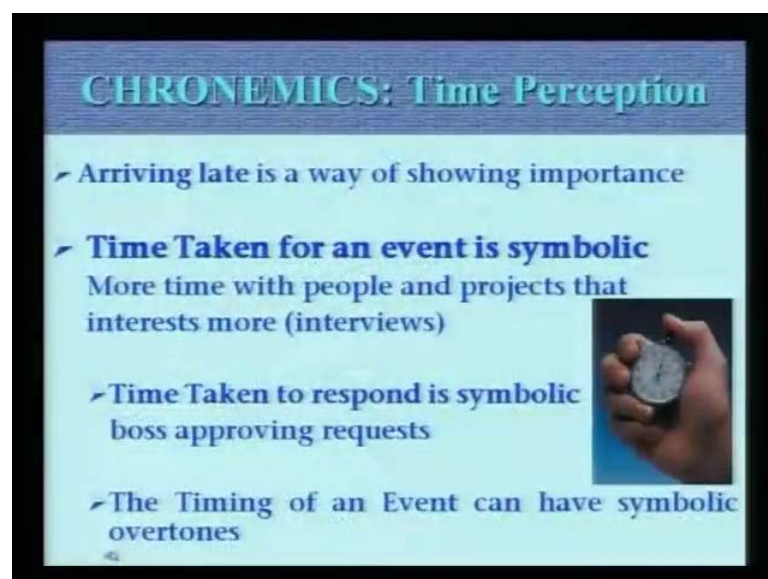 CHRONEMICS: Time Perception
Arriving late is a way of showing importance
Time Taken for an event is symbolic
More time with people and projects that
interests more (interviews)
Time Taken to respond is symbolic
boss approving requests
The Timing of an Event can have symbolic
overtones